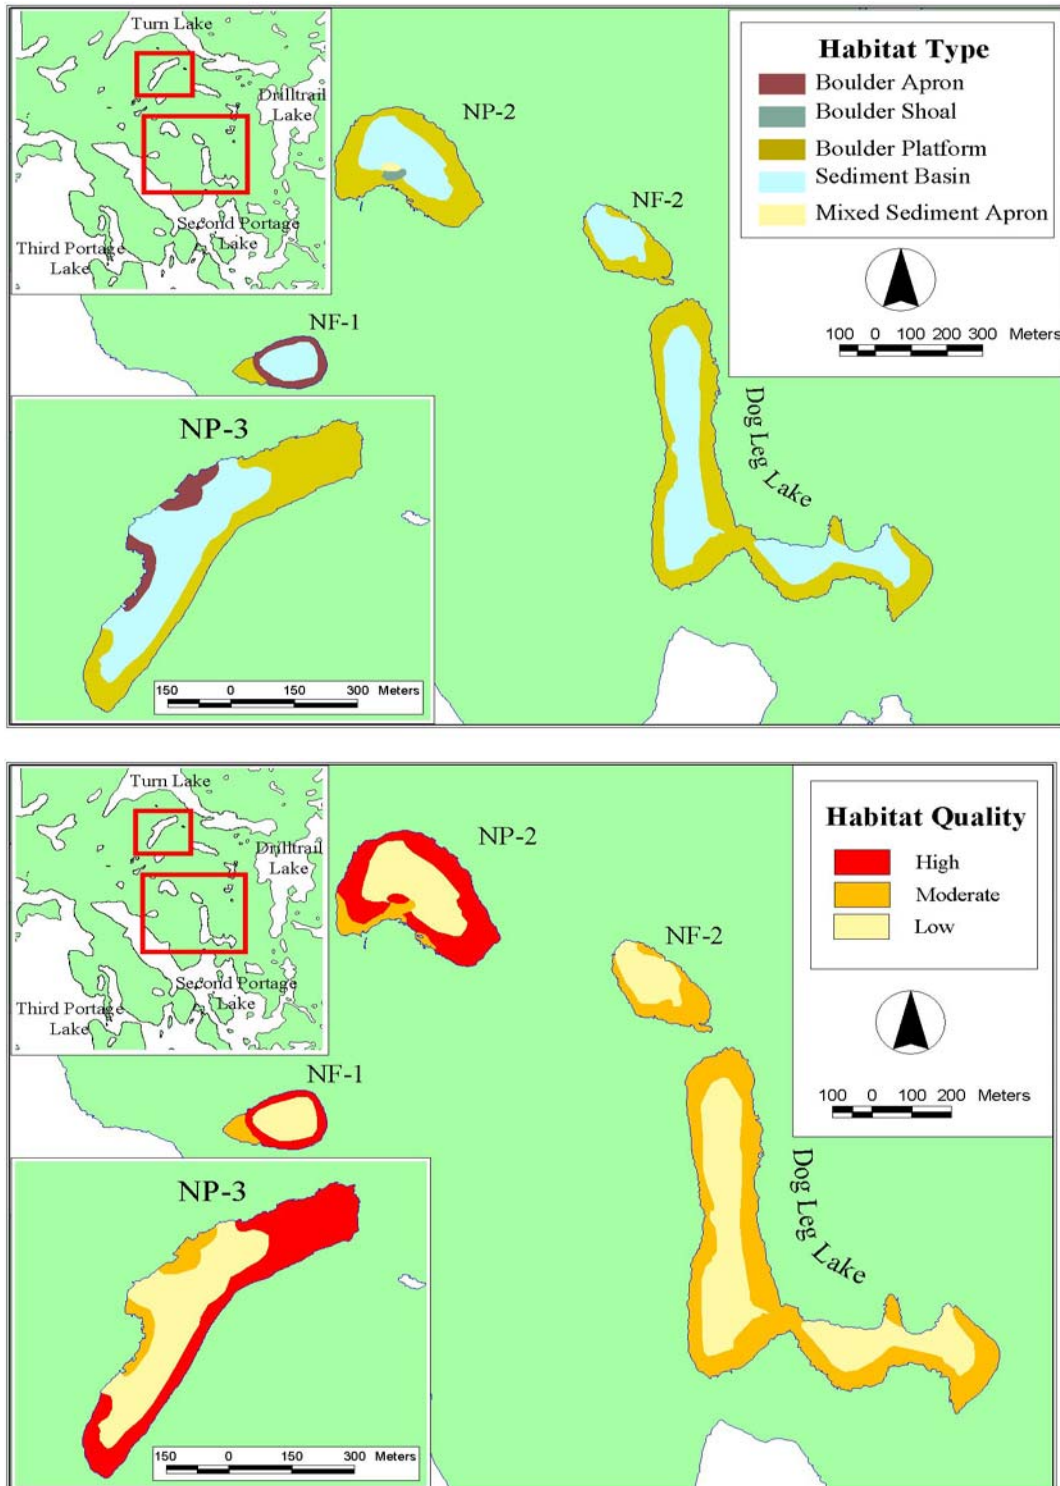 Turn Lake
Drilltrail
Lake
Second Portage
Lake
Third Portage
Lake
NP-2
NF-2
NF-1
NP-3
150 0 150 300 Meters
Dog Leg Lake
Habitat Type
Boulder Apron
Boulder Shoal
Boulder Platform
Sediment Basin
Mixed Sediment Apron
100 0 100 200 300 Meters
Turn Lake
Drilltrail
Lake
Second Portage
Lake
Third Portage
Lake
NP-2
NF-2
NF-1
NP-3
150 0 150 300 Meters
Dog Leg Lake
Habitat Quality
High
Moderate
Low
100 0 100 200 Meters